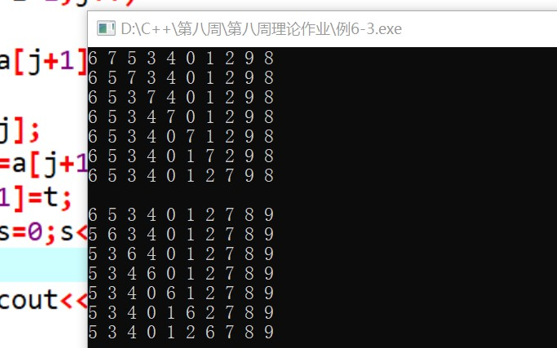 D:\C++\第八周\第八周理论作业\例6-3.exe
a[j+1]
j];
=a[j+1
1]=t;
s=0;s<
cout<<
6 7 5 3 4 0 1 2 9 8
6 5 7 3 4 0 1 2 9 8
6 5 3 7 4 0 1 2 9 8
6 5 3 4 7 0 1 2 9 8
6 5 3 4 0 7 1 2 9 8
6 5 3 4 0 1 7 2 9 8
6 5 3 4 0 1 2 7 9 8
6 5 3 4 0 1 2 7 8 9
5 6 3 4 0 1 2 7 8 9
5 3 6 4 0 1 2 7 8 9
5 3 4 6 0 1 2 7 8 9
5 3 4 0 6 1 2 7 8 9
5 3 4 0 1 6 2 7 8 9
5 3 4 0 1 2 6 7 8 9